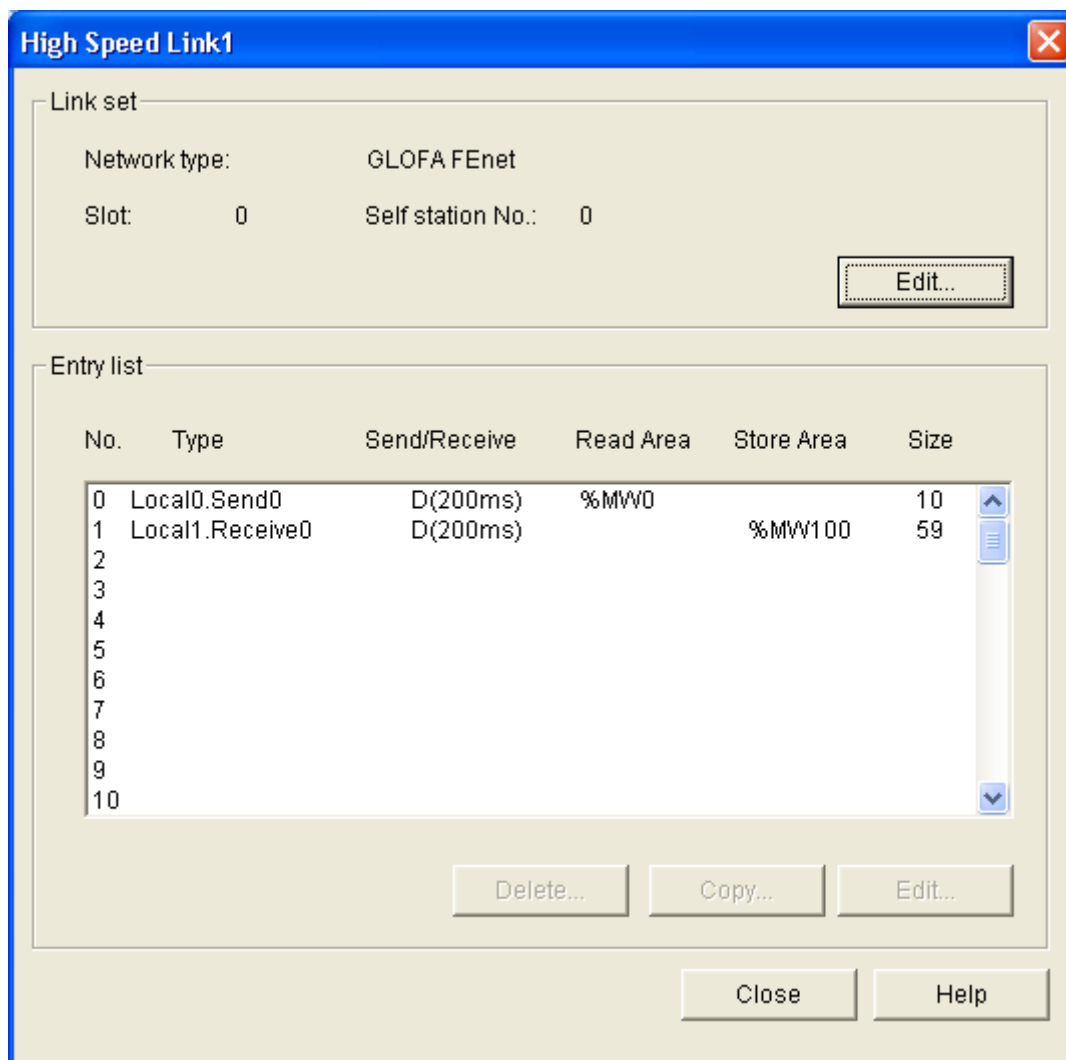 High Speed Link1
Link set
Network type: GLOFA FEnet
Slot: 0 Self station No.: 0
Edit...
Entry list
No. Type Send/Receive Read Area Store Area Size
0 Local0.Send0 D(200ms) %MW0 10
1 Local1.Receive0 D(200ms) %MW100 59
2
3
4
5
6
7
8
9
10
Delete... Copy... Edit...
Close Help